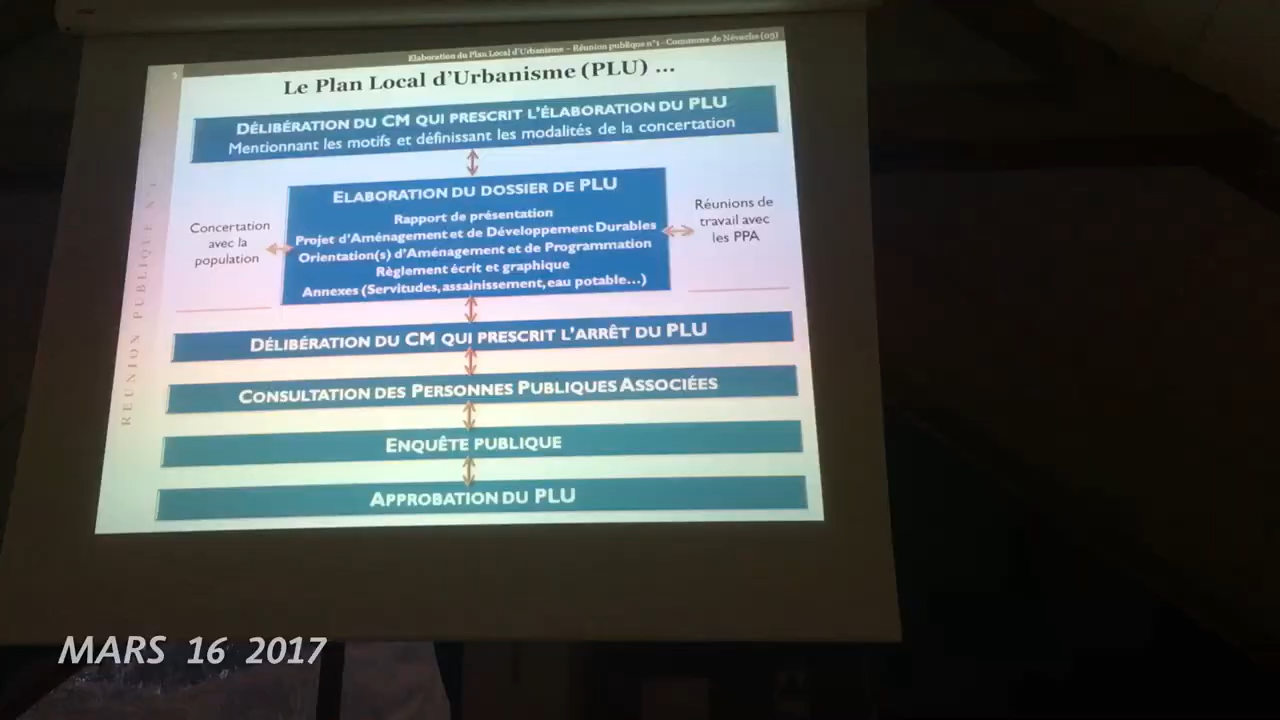 Elaboration du Plan Local d'Urbanisme – Réunion publique n°1 - Commune de Névache (05)
5
Le Plan Local d'Urbanisme (PLU) ...
DÉLIBÉRATION DU CM QUI PRESCRIT L'ÉLABORATION DU PLU
Mentionnant les motifs et définissant les modalités de la concertation
ELABORATION DU DOSSIER DE PLU
Rapport de présentation
Projet d'Aménagement et de Développement Durables
Orientation(s) d'Aménagement et de Programmation
Règlement écrit et graphique
Annexes (Servitudes, assainissement, eau potable...)
Concertation
avec la
population
Réunions de
travail avec
les PPA
DÉLIBÉRATION DU CM QUI PRESCRIT L'ARRÊT DU PLU
CONSULTATION DES PERSONNES PUBLIQUES ASSOCIÉES
ENQUÊTE PUBLIQUE
APPROBATION DU PLU
RÉUNION PUBLIQUE N°1
MARS 16 2017